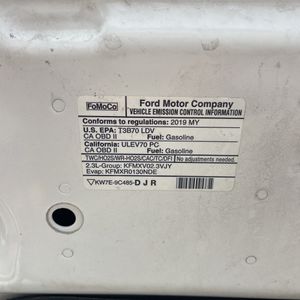 FoMoCo
Ford Motor Company
VEHICLE EMISSION CONTROL INFORMATION
Conforms to regulations: 2019 MY
U.S. EPA: T3B70 LDV
CA OBD II Fuel: Gasoline
California: ULEV70 PC
CA OBD II Fuel: Gasoline
TWC/HO2S/WR-HO2S/CAC/TC/DFI No adjustments needed.
2.3L-Group: KFMXV02.3VJY
Evap: KFMXR0130NDE
KW7E-9C485-DJR